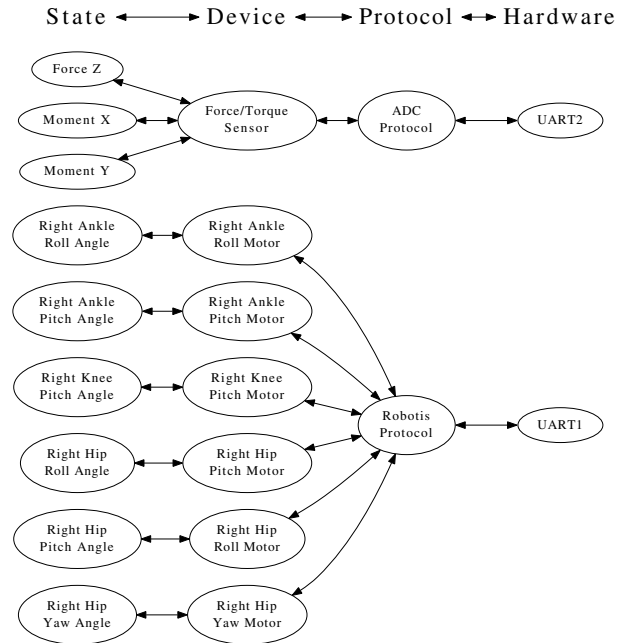 State Device Protocol Hardware
Force Z
Moment X
Moment Y
Force/Torque
Sensor
ADC
Protocol
UART2
Right Ankle
Roll Angle
Right Ankle
Roll Motor
Right Ankle
Pitch Angle
Right Ankle
Pitch Motor
Right Knee
Pitch Angle
Right Knee
Pitch Motor
Robotis
Protocol
UART1
Right Hip
Roll Angle
Right Hip
Pitch Motor
Right Hip
Pitch Angle
Right Hip
Roll Motor
Right Hip
Yaw Angle
Right Hip
Yaw Motor